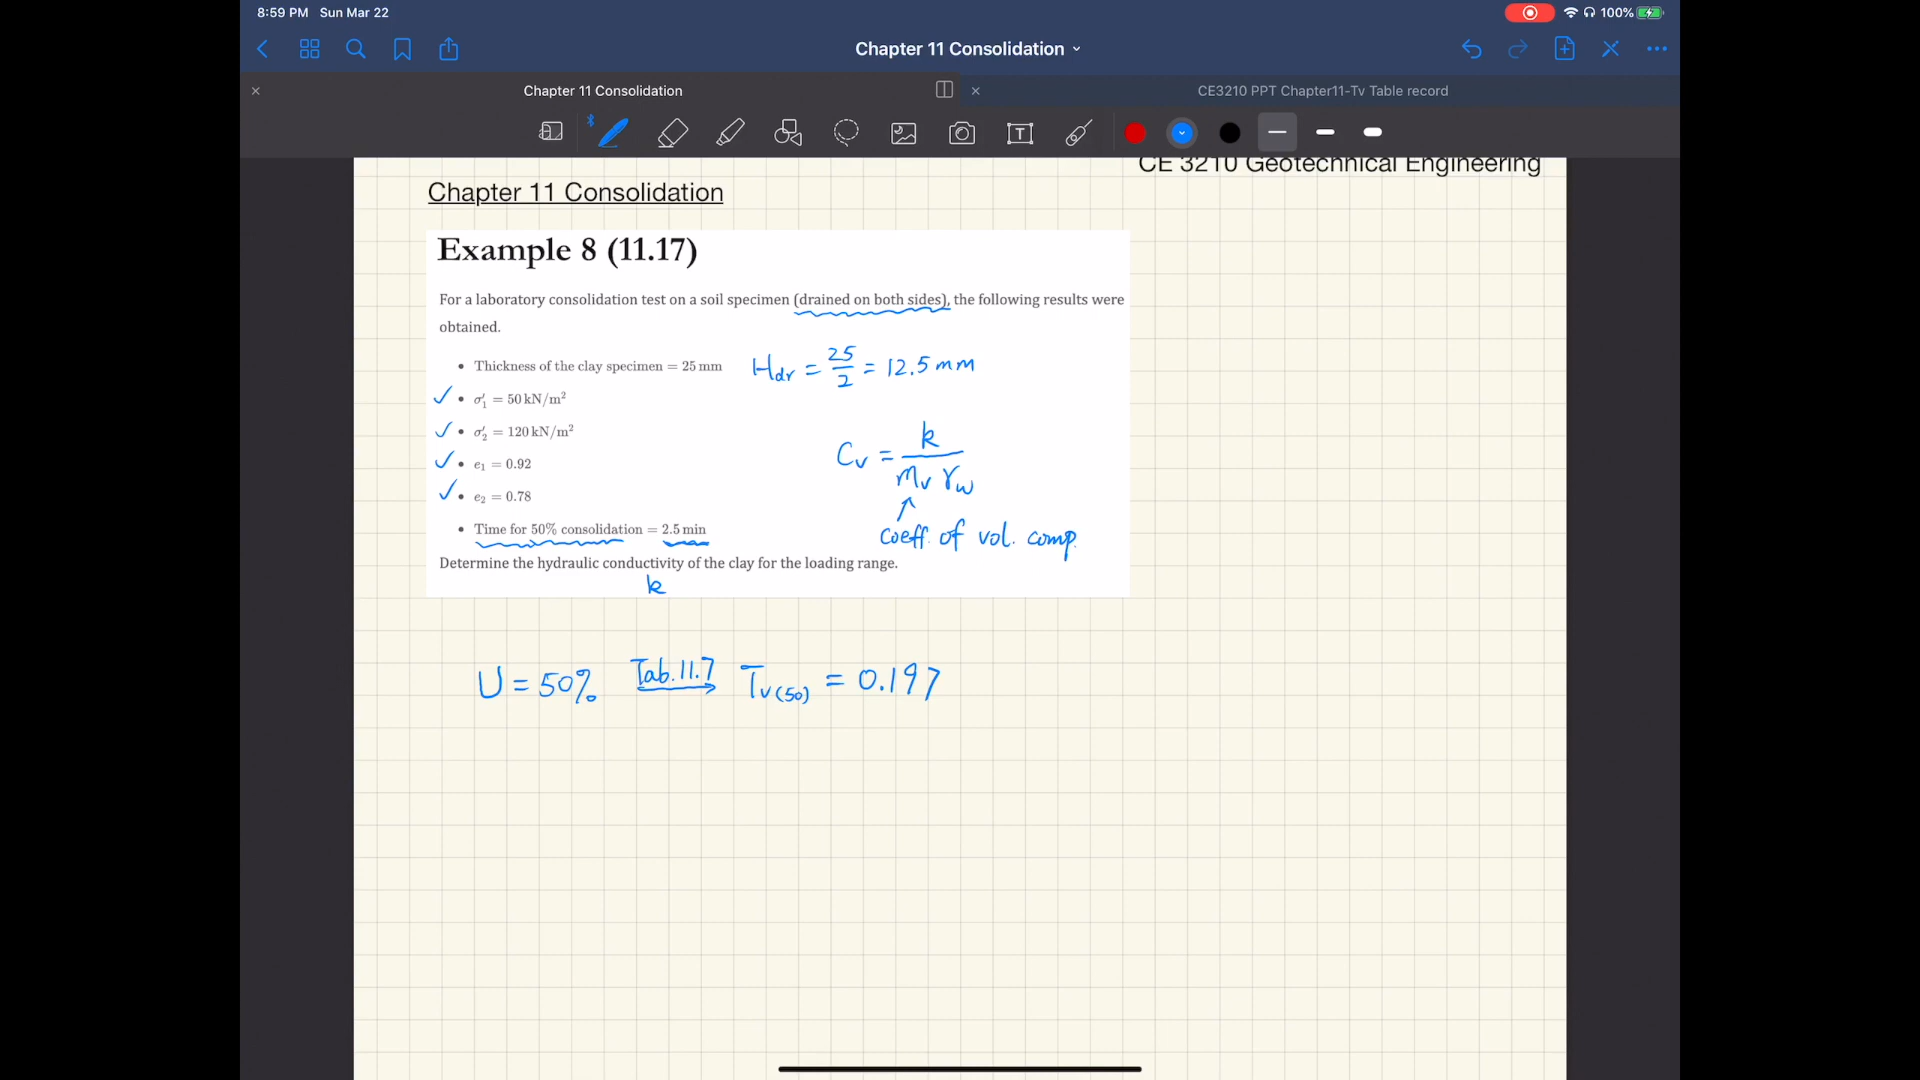 8:59 PM Sun Mar 22
100%
Chapter 11 Consolidation
Chapter 11 Consolidation
CE3210 PPT Chapter11-Tv Table record
CE 3210 Geotechnical Engineering
Chapter 11 Consolidation
Example 8 (11.17)
For a laboratory consolidation test on a soil specimen (drained on both sides), the following results were
obtained.
• Thickness of the clay specimen = 25 mm
H_dr = 25/2 = 12.5 mm
✓ • σ′₁ = 50 kN/m²
✓ • σ′₂ = 120 kN/m²
✓ • e₁ = 0.92
✓ • e₂ = 0.78
C_v = k / (m_v γ_w)
↑
coeff. of vol. comp.
• Time for 50% consolidation = 2.5 min
Determine the hydraulic conductivity of the clay for the loading range.
k
U = 50% Tab. 11.7 → T_v(50) = 0.197